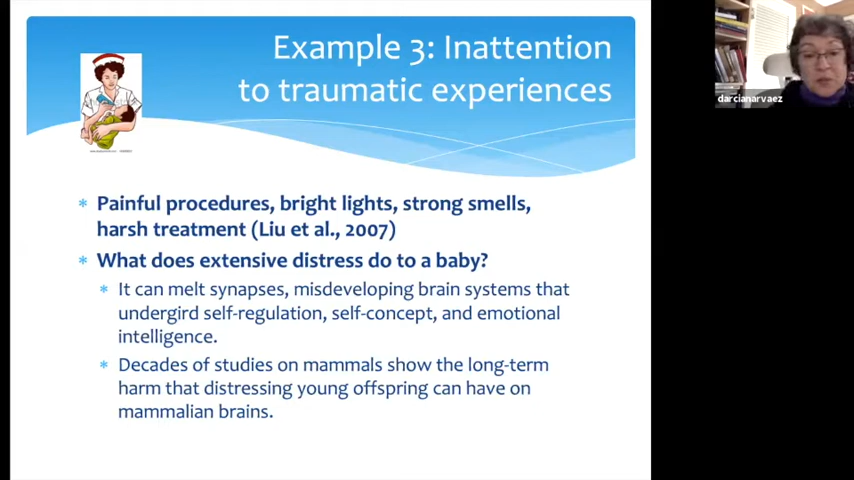 Example 3: Inattention
to traumatic experiences
darcianarvaez
* Painful procedures, bright lights, strong smells,
harsh treatment (Liu et al., 2007)
* What does extensive distress do to a baby?
* It can melt synapses, misdeveloping brain systems that
undergird self-regulation, self-concept, and emotional
intelligence.
* Decades of studies on mammals show the long-term
harm that distressing young offspring can have on
mammalian brains.